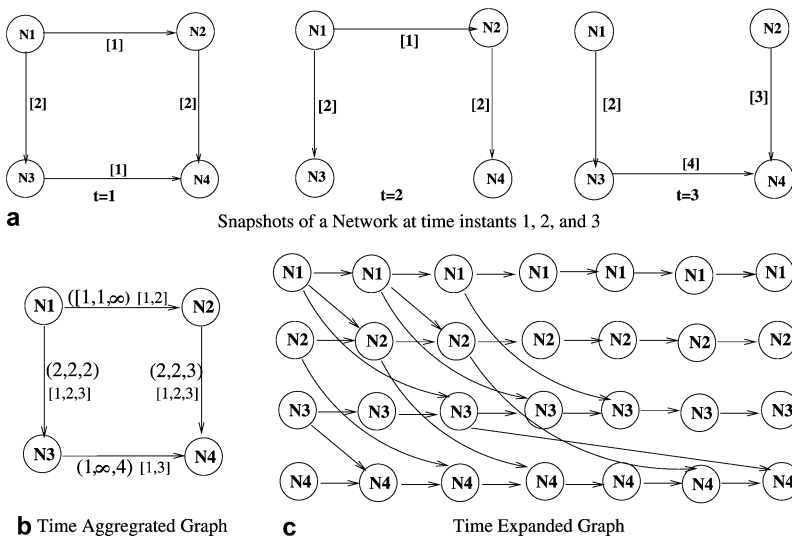 N1 [1] N2
[2] [2]
N3 [1] N4
t=1
N1 [1] N2
[2] [2]
N3 N4
t=2
N1 N2
[2] [3]
N3 [4] N4
t=3
a
Snapshots of a Network at time instants 1, 2, and 3
N1 ([1,1,∞) [1,2] N2
(2,2,2) (2,2,3)
[1,2,3] [1,2,3]
N3 N4
(1,∞,4) [1,3]
b Time Aggregrated Graph
N1 N1 N1 N1 N1 N1 N1
N2 N2 N2 N2 N2 N2 N2
N3 N3 N3 N3 N3 N3 N3
N4 N4 N4 N4 N4 N4 N4
c Time Expanded Graph